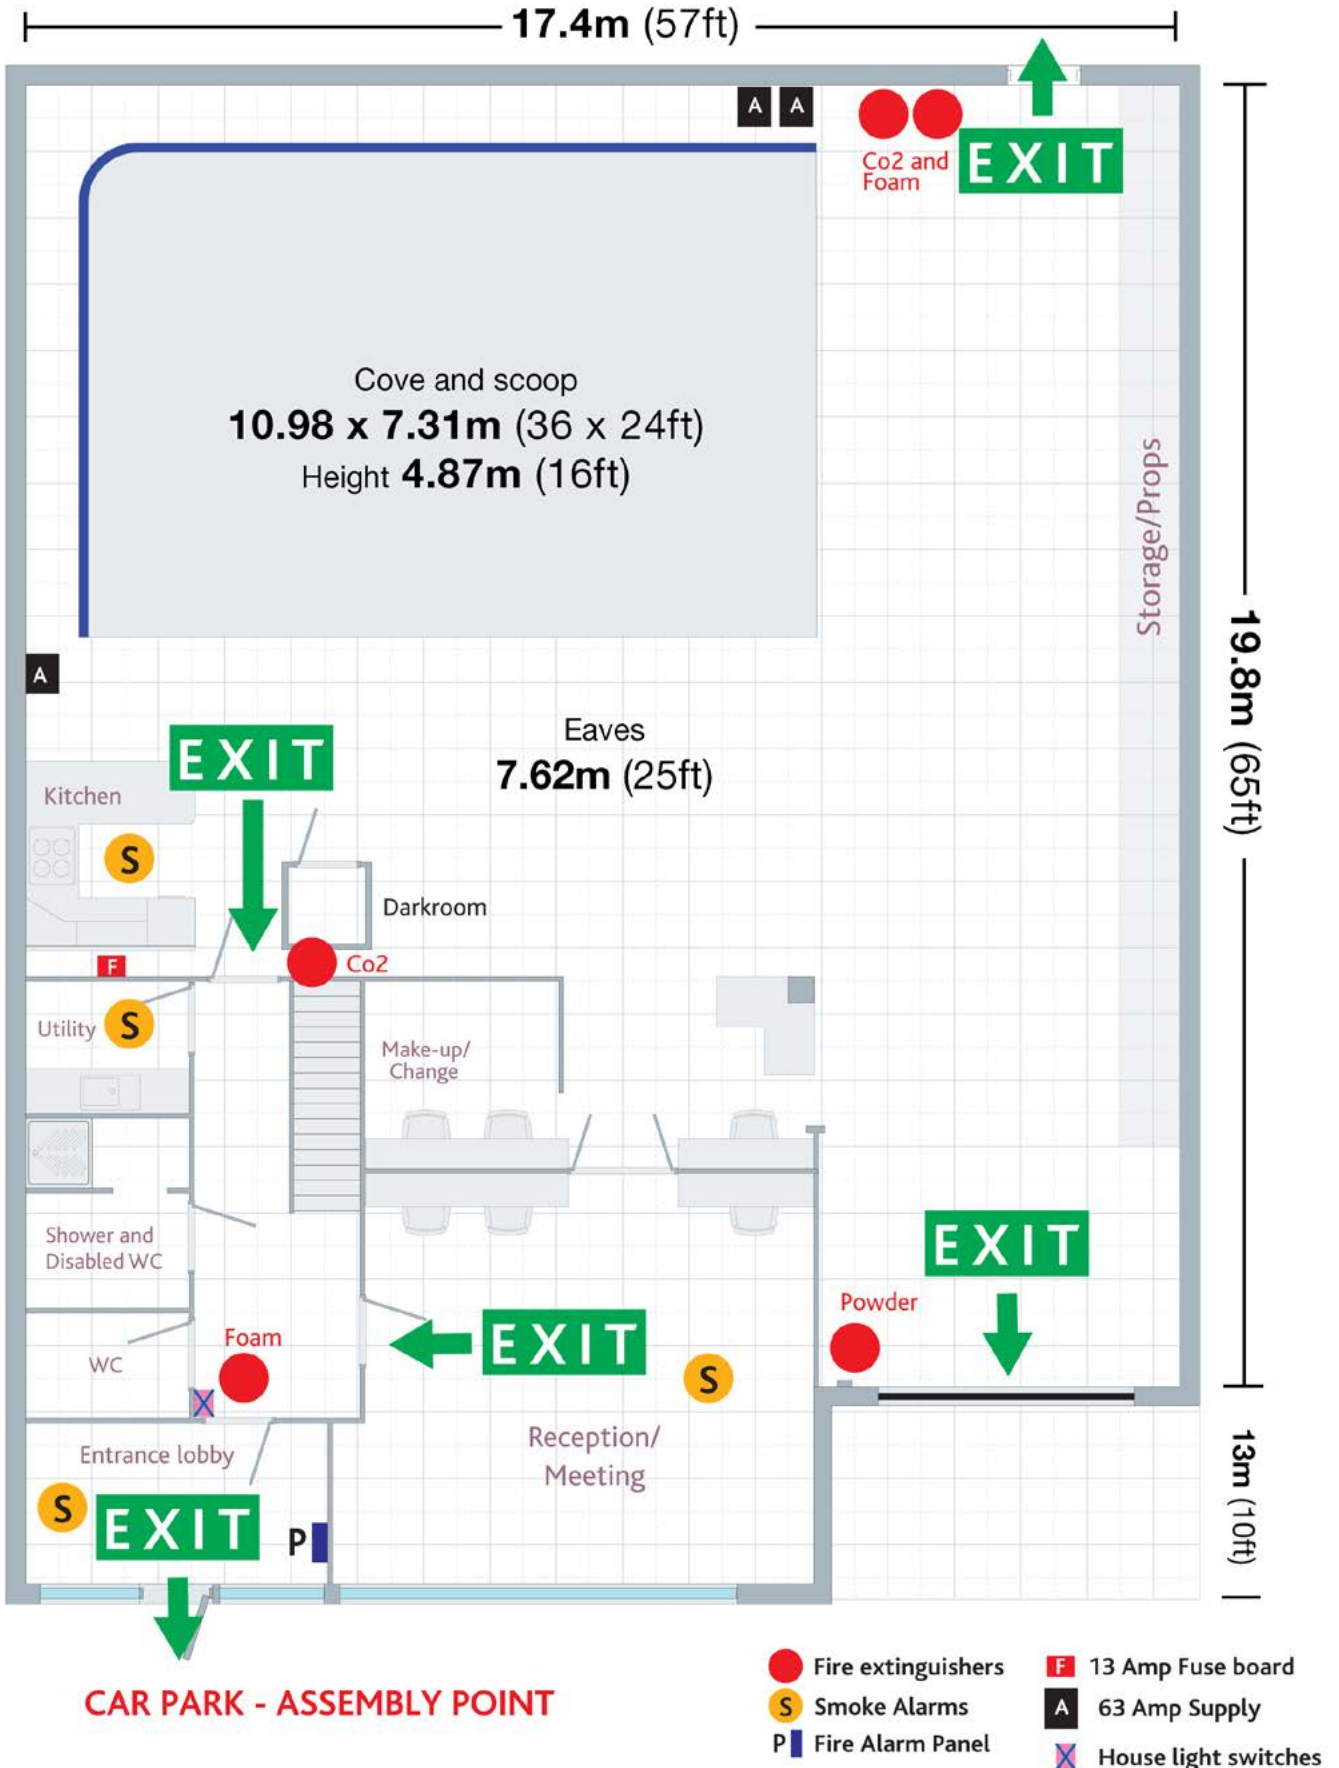 17.4m (57ft)
A A
Co2 and
Foam
EXIT
Cove and scoop
10.98 x 7.31m (36 x 24ft)
Height 4.87m (16ft)
Storage/Props
19.8m (65ft)
A
EXIT
Eaves
7.62m (25ft)
Kitchen
S
Darkroom
F
Co2
Utility
S
Make-up/
Change
Shower and
Disabled WC
EXIT
Powder
Foam
EXIT
WC
S
X
Reception/
Meeting
Entrance lobby
S
EXIT
P
13m (10ft)
CAR PARK - ASSEMBLY POINT
Fire extinguishers
S Smoke Alarms
P Fire Alarm Panel
F 13 Amp Fuse board
A 63 Amp Supply
X House light switches